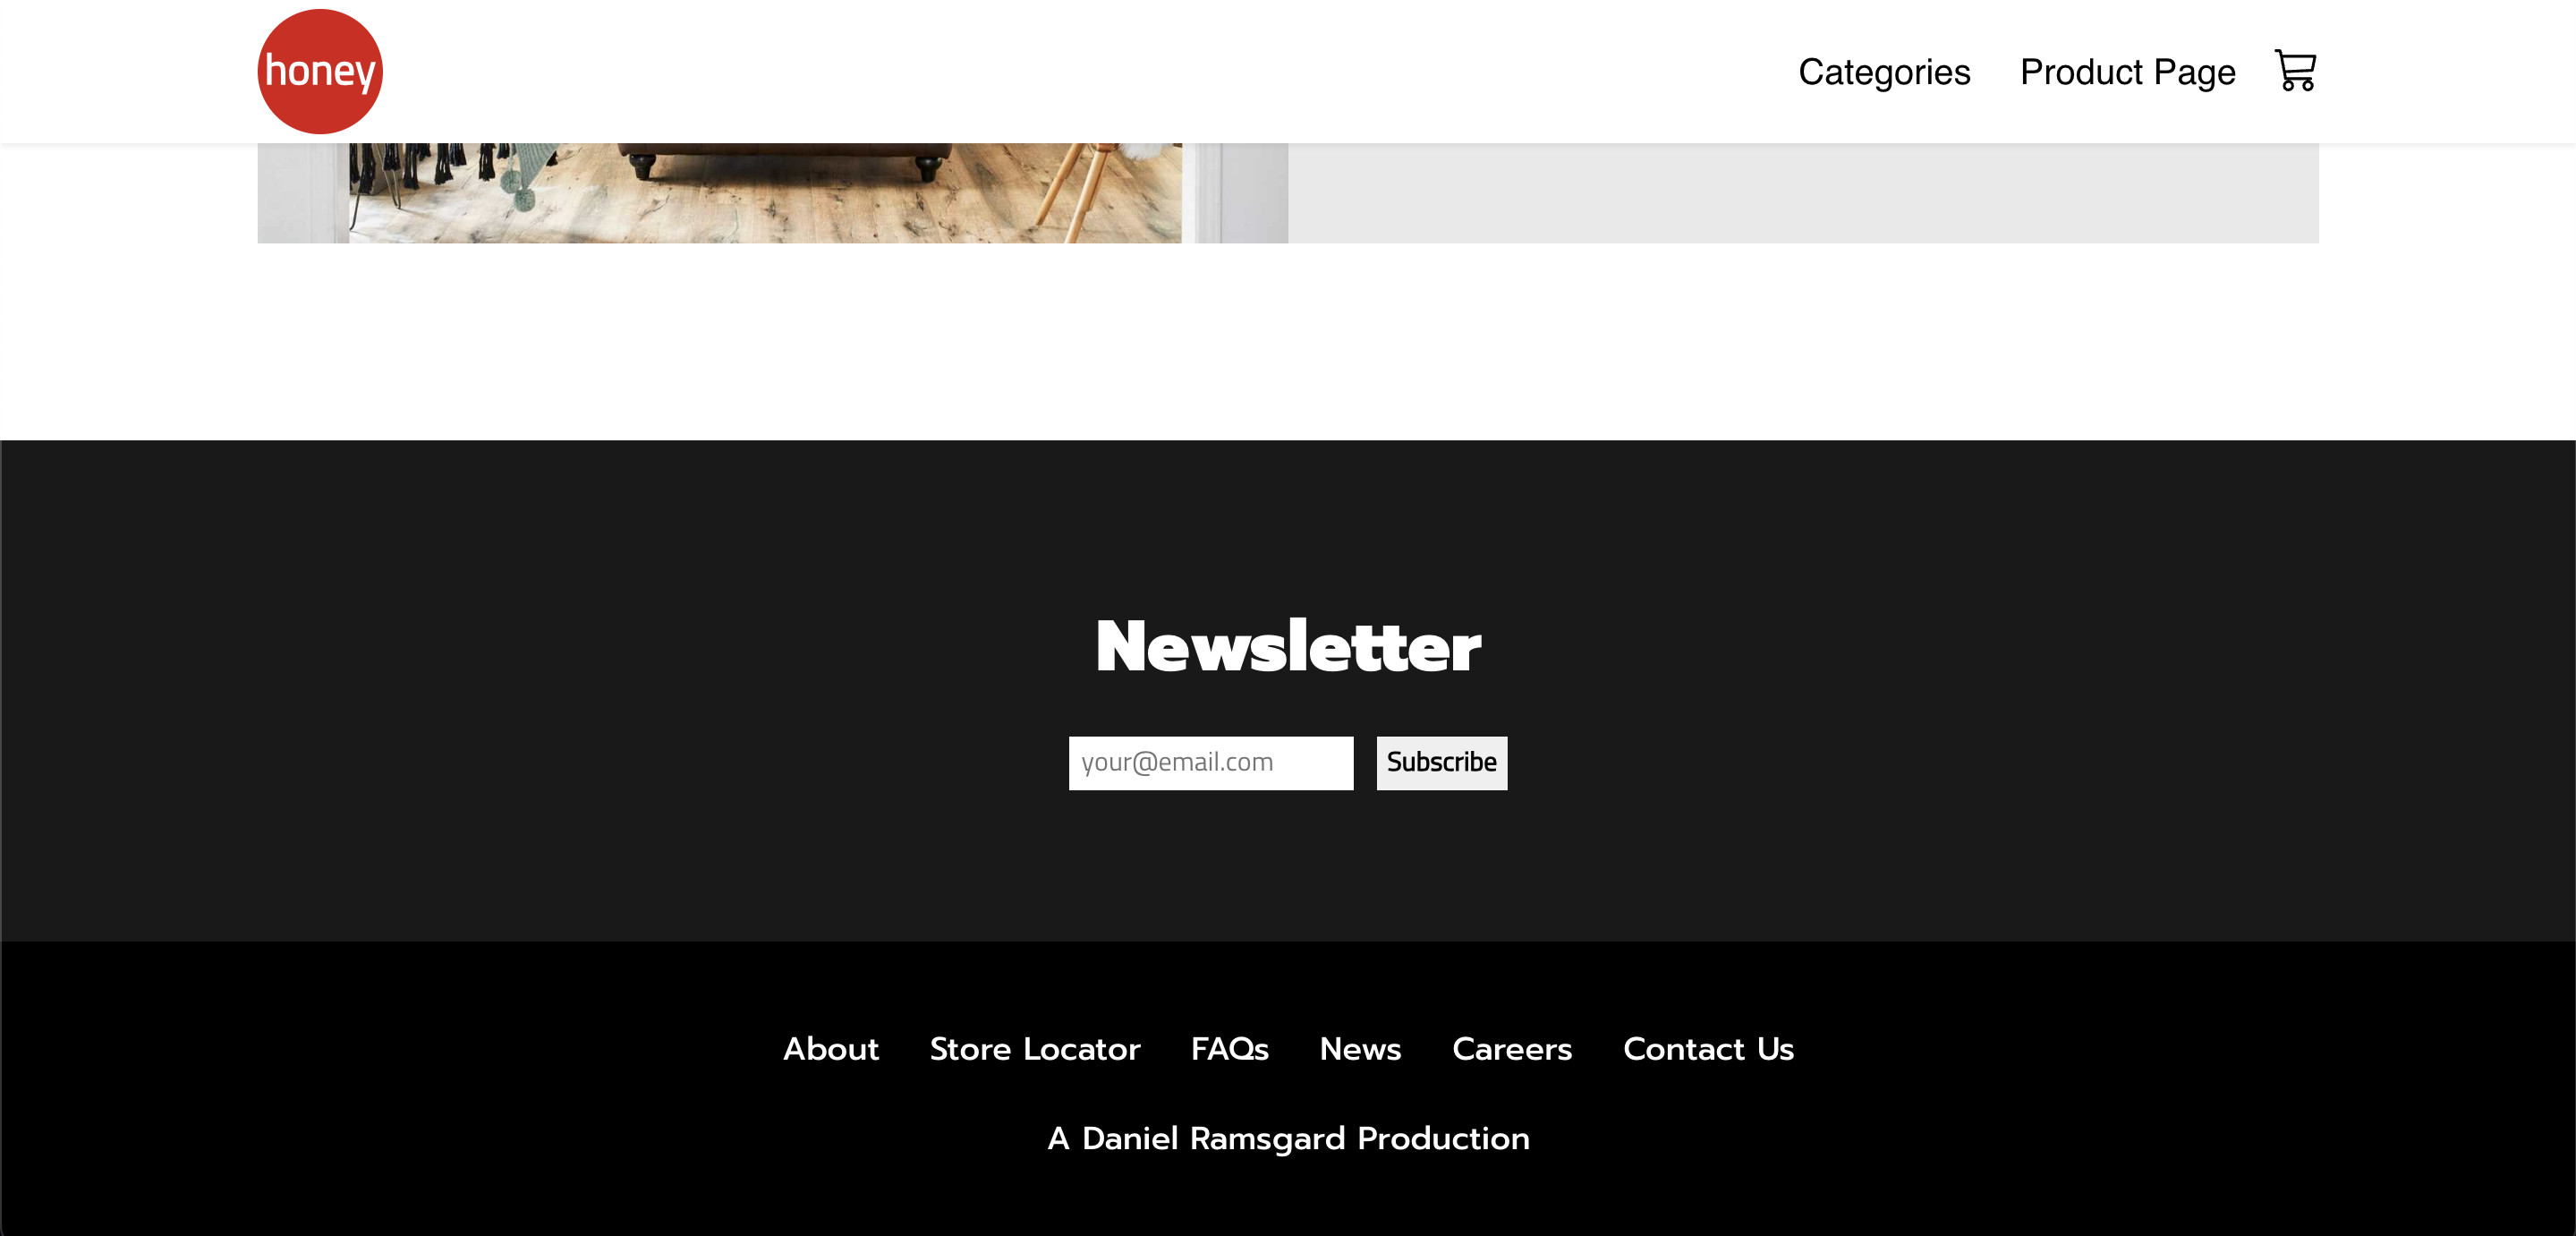 honey
Categories Product Page
Newsletter
your@email.com Subscribe
About Store Locator FAQs News Careers Contact Us
A Daniel Ramsgard Production